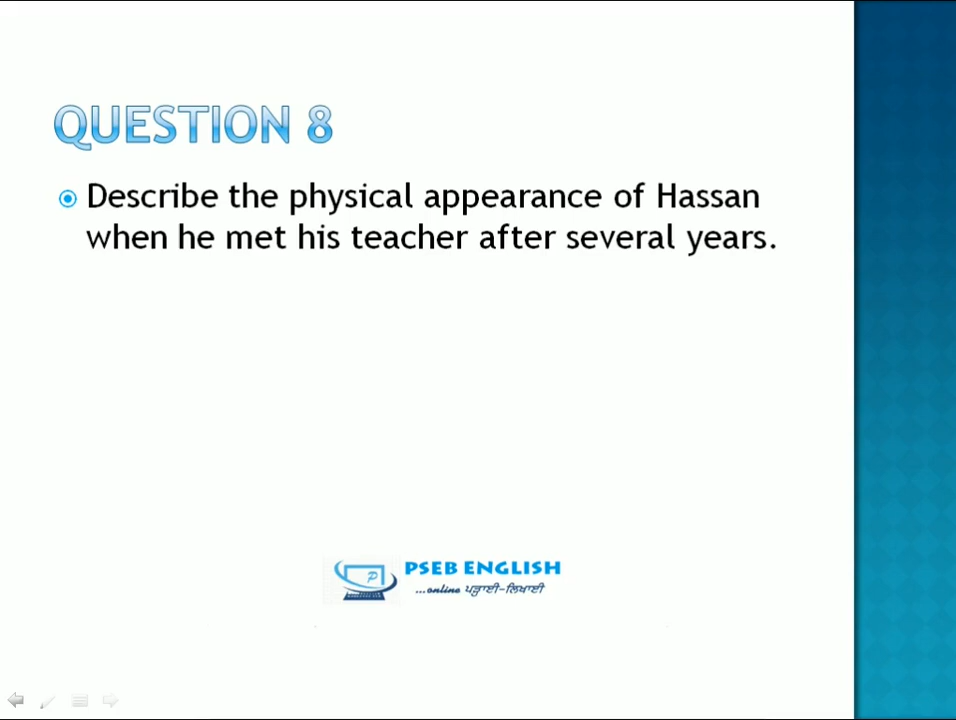 QUESTION 8
Describe the physical appearance of Hassan
when he met his teacher after several years.
P
PSEB ENGLISH
...online ਪੜ੍ਹਾਈ-ਲਿਖਾਈ